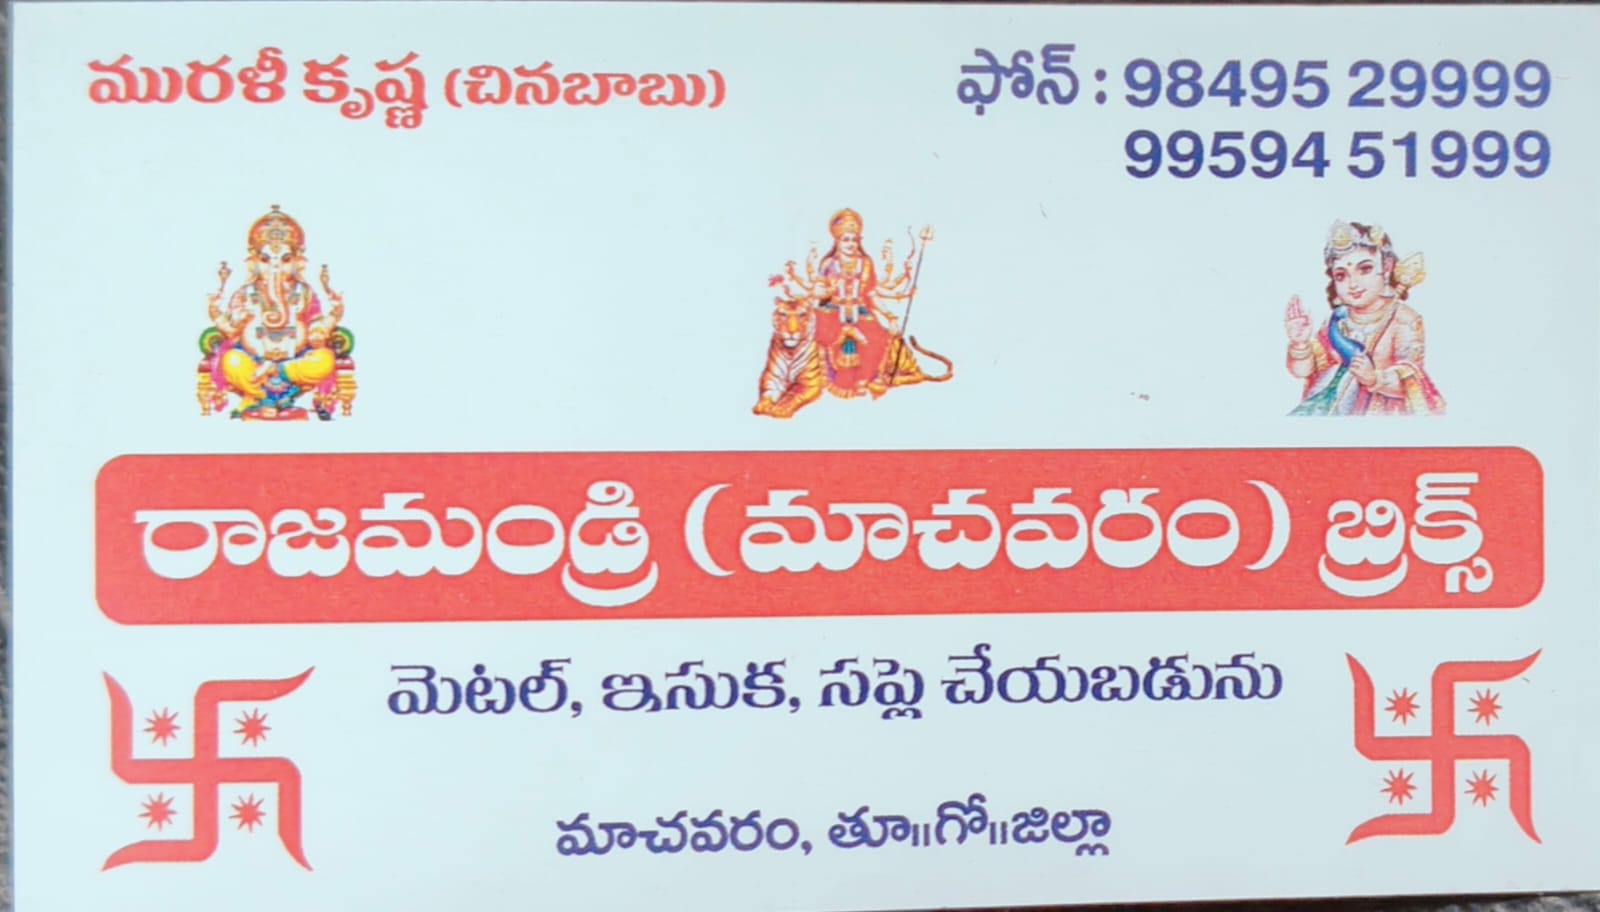 మురళీ కృష్ణ (చినబాబు)
ఫోన్ : 98495 29999
99594 51999
రాజమండ్రి (మాచవరం) బ్రిక్స్
మెటల్, ఇసుక, సప్లై చేయబడును
మాచవరం, తూ॥గో॥జిల్లా